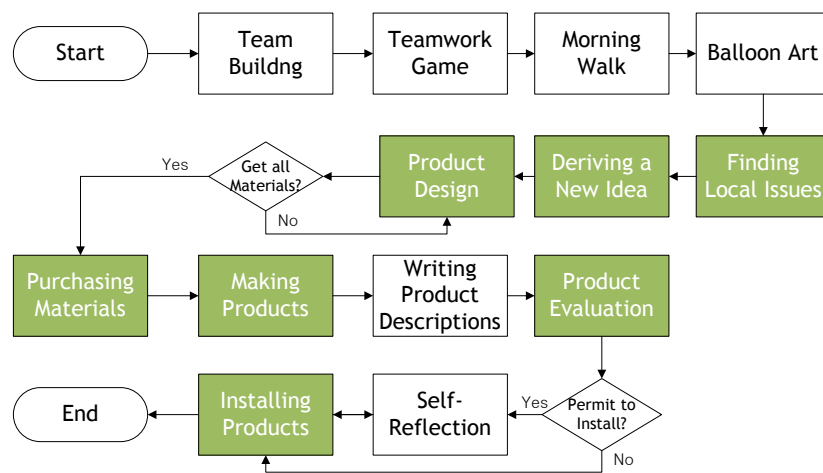 Start
Team
Buildng
Teamwork
Game
Morning
Walk
Balloon Art
Finding
Local Issues
Deriving a
New Idea
Product
Design
Get all
Materials?
Yes
No
Purchasing
Materials
Making
Products
Writing
Product
Descriptions
Product
Evaluation
Permit to
Install?
Yes
No
Self-
Reflection
Installing
Products
End